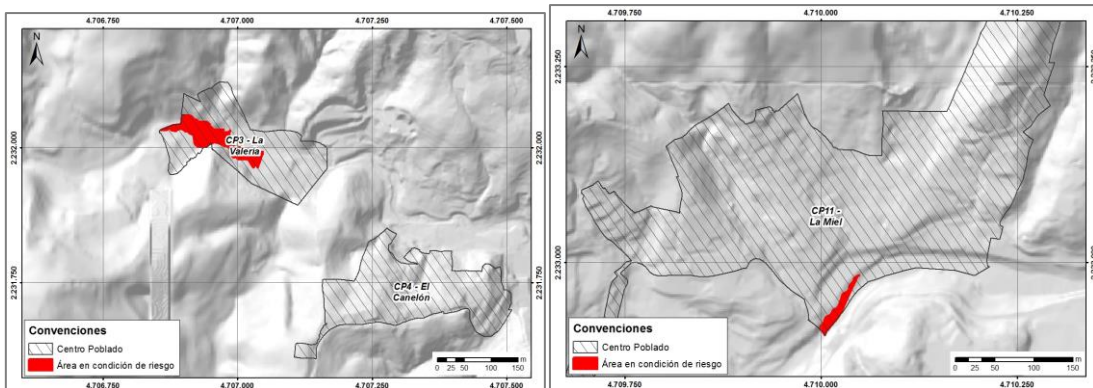 4.706.750
4.707.000
4.707.250
4.707.500
N
2.232.000
2.232.000
CP3 - La
Valeria
2.231.750
2.231.750
CP4 - El
Canelón
Convenciones
Centro Poblado
Área en condición de riesgo
0 25 50 100 150
m
4.706.750
4.707.000
4.707.250
4.707.500
4.709.750
4.710.000
4.710.250
N
2.233.250
2.233.250
CP11 -
La Miel
2.233.000
2.233.000
Convenciones
Centro Poblado
Área en condición de riesgo
0 25 50 100 150
m
4.709.750
4.710.000
4.710.250